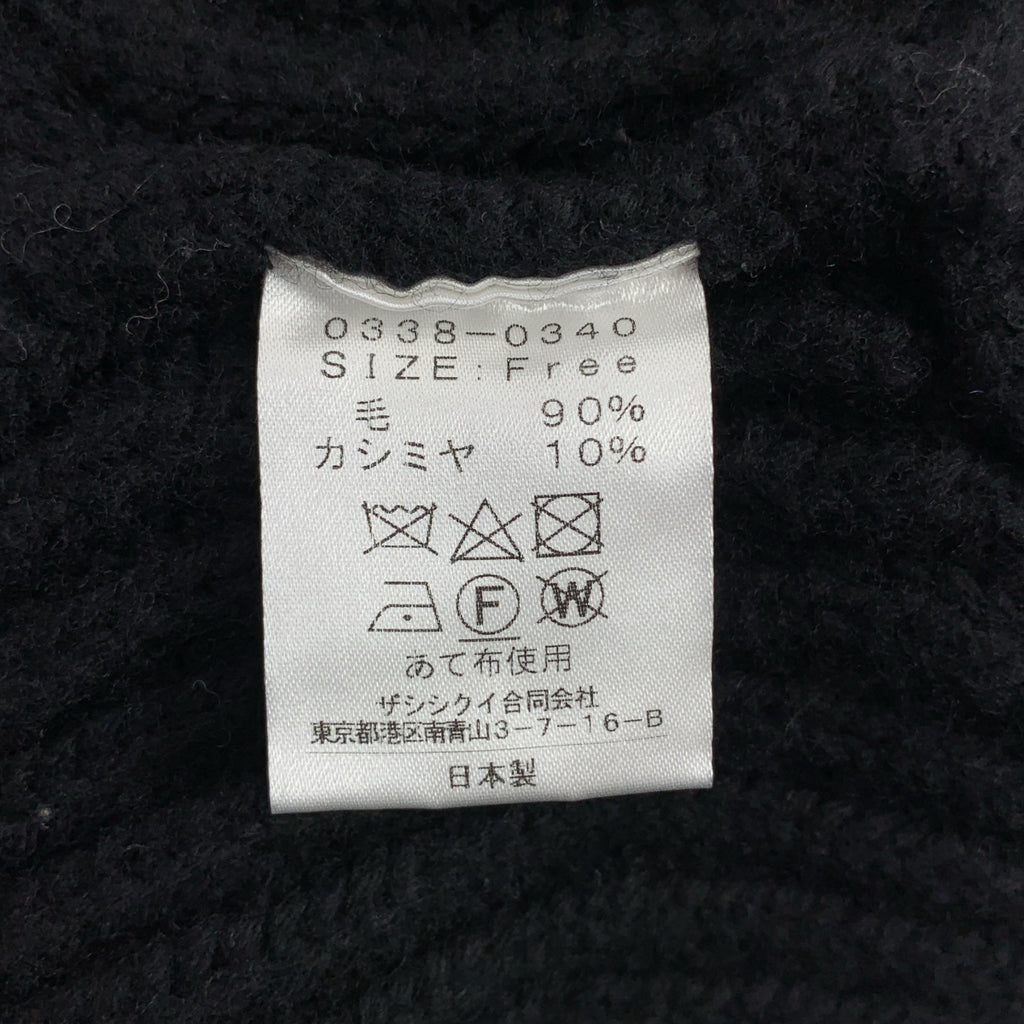 0338-0340
SIZE:Free
毛 90%
カシミヤ 10%
F W
あて布使用
ザシシクイ合同会社
東京都港区南青山3-7-16-B
日本製